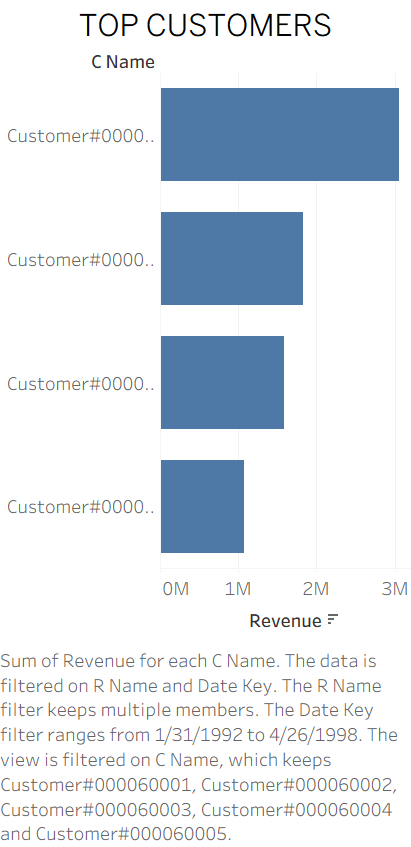 TOP CUSTOMERS
C Name
Customer#0000..
Customer#0000..
Customer#0000..
Customer#0000..
0M 1M 2M 3M
Revenue
Sum of Revenue for each C Name. The data is
filtered on R Name and Date Key. The R Name
filter keeps multiple members. The Date Key
filter ranges from 1/31/1992 to 4/26/1998. The
view is filtered on C Name, which keeps
Customer#000060001, Customer#000060002,
Customer#000060003, Customer#000060004
and Customer#000060005.